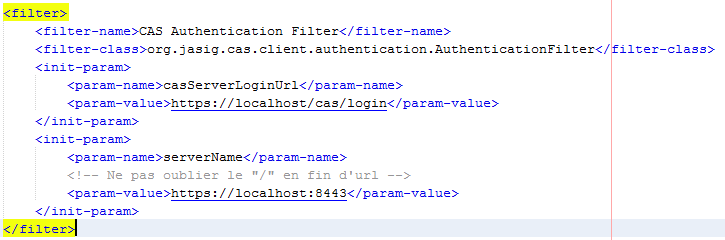 <filter>
<filter-name>CAS Authentication Filter</filter-name>
<filter-class>org.jasig.cas.client.authentication.AuthenticationFilter</filter-class>
<init-param>
<param-name>casServerLoginUrl</param-name>
<param-value>https://localhost/cas/login</param-value>
</init-param>
<init-param>
<param-name>serverName</param-name>
<!-- Ne pas oublier le "/" en fin d'url -->
<param-value>https://localhost:8443</param-value>
</init-param>
</filter>